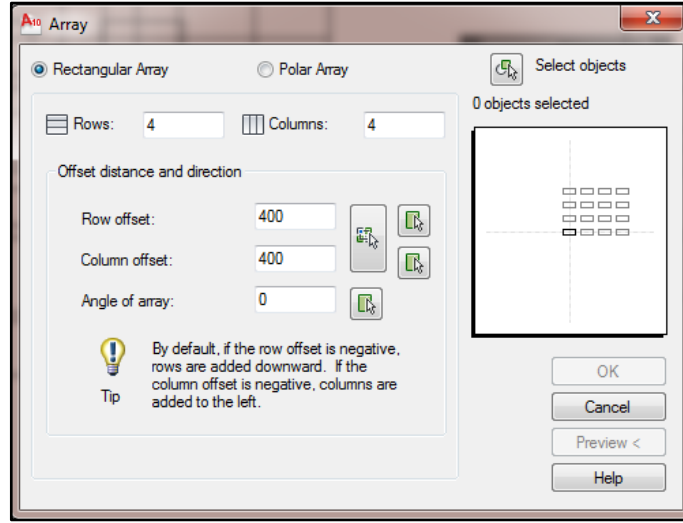 A10 Array
Rectangular Array Polar Array Select objects
0 objects selected
Rows: 4 Columns: 4
Offset distance and direction
Row offset: 400
Column offset: 400
Angle of array: 0
By default, if the row offset is negative,
rows are added downward. If the
column offset is negative, columns are
added to the left.
Tip
OK
Cancel
Preview <
Help